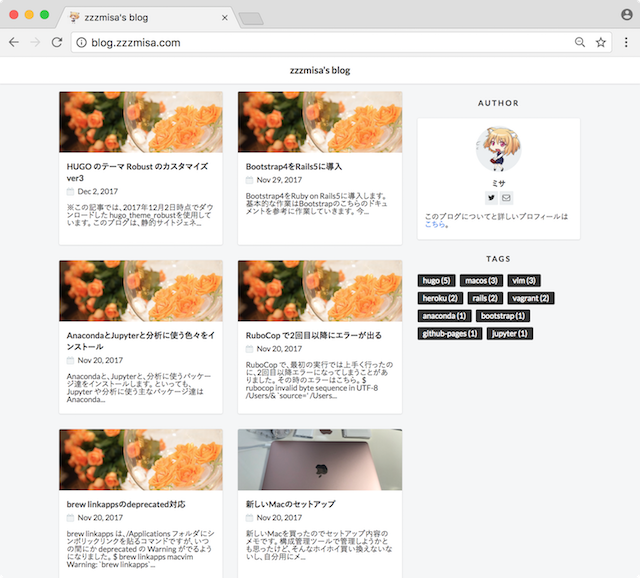 zzzmisa's blog
blog.zzzmisa.com
zzzmisa's blog
HUGO のテーマ Robust のカスタマイズ
ver3
Dec 2, 2017
※この記事では、2017年12月2日時点でダウ
ンロードした hugo_theme_robustを使用して
います。 このブログは、静的サイトジェネ...
Bootstrap4をRails5に導入
Nov 29, 2017
Bootstrap4をRuby on Rails5に導入します。
基本的な作業はBootstrapのこちらのドキュ
メントを参考に作業していきます。今...
AnacondaとJupyterと分析に使う色々をイ
ンストール
Nov 20, 2017
Anacondaと、Jupyterと、分析に使うパッケー
ジ達をインストールします。といっても、
Jupyter や分析に使う主なパッケージ達は
Anaconda...
RuboCop で2回目以降にエラーが出る
Nov 20, 2017
RuboCop で、最初の実行では上手く行ったの
に、2回目以降エラーになってしまうことがあ
りました。その時のエラーはこちら。 $
rubocop invalid byte sequence in UTF-8
/Users/& `source=' /Users...
brew linkappsのdeprecated対応
Nov 20, 2017
brew linkapps は、/Applications フォルダにシ
ンボリックリンクを貼るコマンドですが、いつ
の間にか deprecated の Warning がでるよう
になりました。 $ brew linkapps macvim
Warning: `brew linkapps`...
新しいMacのセットアップ
Nov 20, 2017
新しいMacを買ったのでセットアップ内容の
メモです。 構成管理ツールで管理しようかと
も思ったけど、そんなホイホイ買い換えないな
いし、自分用にメ...
AUTHOR
ミサ
このブログについてと詳しいプロフィールは
こちら。
TAGS
hugo (5) macos (3) vim (3)
heroku (2) rails (2) vagrant (2)
anaconda (1) bootstrap (1)
github-pages (1) jupyter (1)